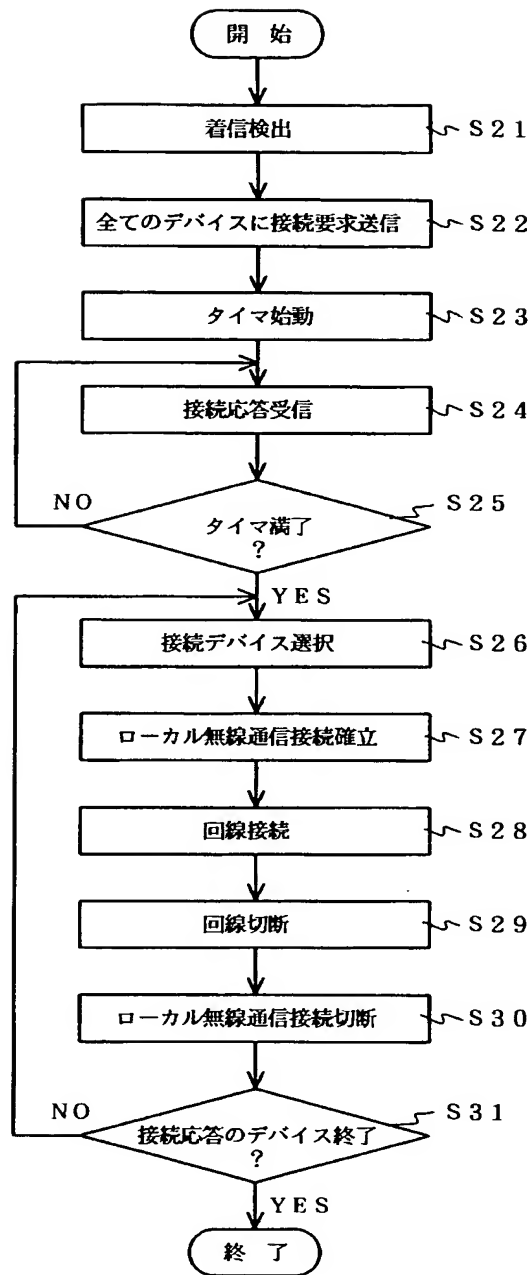 開 始
着信検出 S21
全てのデバイスに接続要求送信 S22
タイマ始動 S23
接続応答受信 S24
NO
S25
タイマ満了
?
YES
接続デバイス選択 S26
ローカル無線通信接続確立 S27
回線接続 S28
回線切断 S29
ローカル無線通信接続切断 S30
NO
S31
接続応答のデバイス終了
?
YES
終 了